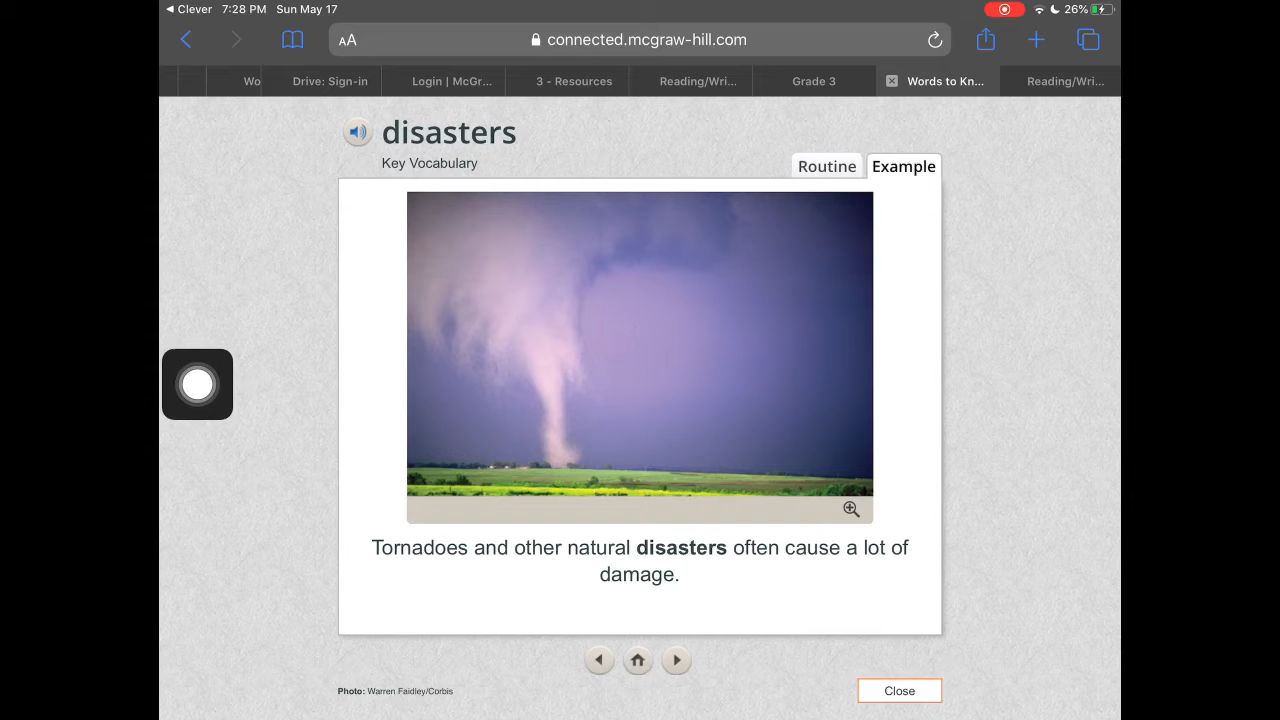 Clever 7:28 PM Sun May 17 26%
AA connected.mcgraw-hill.com
Wo Drive: Sign-in Login | McGr... 3 - Resources Reading/Wri... Grade 3 Words to Kn... Reading/Wri...
disasters
Key Vocabulary
Routine Example
Tornadoes and other natural disasters often cause a lot of
damage.
Photo: Warren Faidley/Corbis
Close